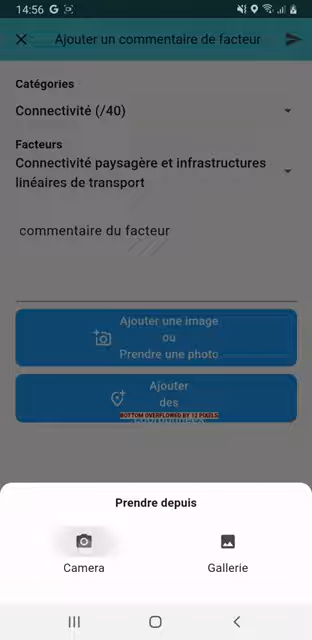 14:56 G
Ajouter un commentaire de facteur
Catégories
Connectivité (/40)
Facteurs
Connectivité paysagère et infrastructures
linéaires de transport
commentaire du facteur
Ajouter une image
ou
Prendre une photo
Ajouter
des
BOTTOM OVERFLOWED BY 12 PIXELS
coordonnées
Prendre depuis
Camera
Gallerie